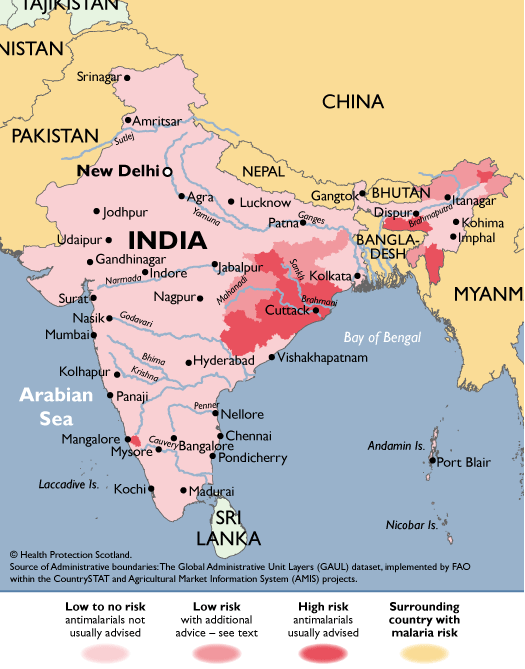 TAJIKISTAN
NISTAN
Srinagar
CHINA
Amritsar
PAKISTAN
Sutlej
New Delhi
NEPAL
Agra
Lucknow
Gangtok
BHUTAN
Itanagar
Jodhpur
Yamuna
Patna
Ganges
Dispur
Brahmaputra
Kohima
Udaipur
INDIA
BANGLA-
DESH
Imphal
Gandhinagar
Indore
Jabalpur
Sankh
Kolkata
Narmada
Surat
Nagpur
Mahanadi
Brahmani
MYANM
Nasik
Godavari
Cuttack
Mumbai
Bay of Bengal
Bhima
Hyderabad
Vishakhapatnam
Kolhapur
Krishna
Arabian
Sea
Panaji
Penner
Nellore
Mangalore
Cauvery
Bangalore
Chennai
Mysore
Pondicherry
Andamin Is.
Port Blair
Laccadive Is.
Kochi
Madurai
SRI
LANKA
Nicobar Is.
© Health Protection Scotland.
Source of Administrative boundaries: The Global Administrative Unit Layers (GAUL) dataset, implemented by FAO
within the CountrySTAT and Agricultural Market Information System (AMIS) projects.
Low to no risk
antimalarials not
usually advised
Low risk
with additional
advice – see text
High risk
antimalarials
usually advised
Surrounding
country with
malaria risk